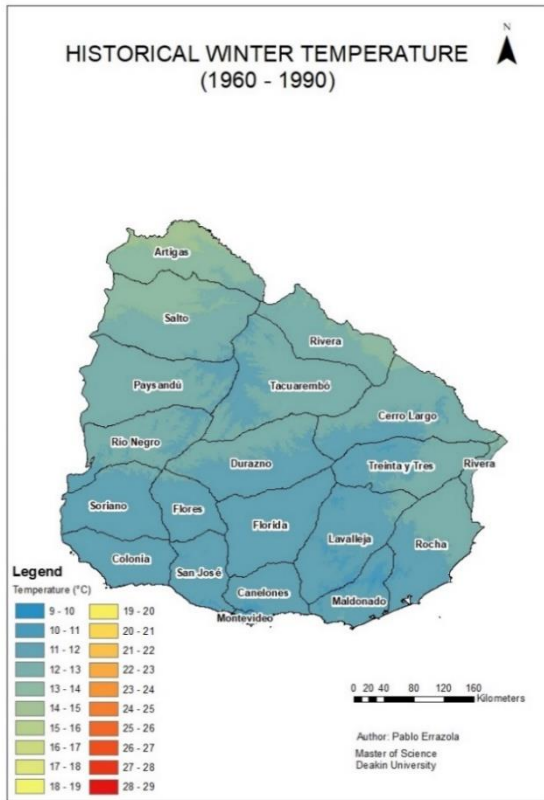 N
HISTORICAL WINTER TEMPERATURE
(1960 - 1990)
Artigas
Salto
Rivera
Paysandú
Tacuarembó
Cerro Largo
Río Negro
Durazno
Treinta y Tres
Rivera
Soriano
Flores
Florida
Lavalleja
Rocha
Colonia
San José
Canelones
Maldonado
Montevideo
Legend
Temperature (°C)
9 - 10
10 - 11
11 - 12
12 - 13
13 - 14
14 - 15
15 - 16
16 - 17
17 - 18
18 - 19
19 - 20
20 - 21
21 - 22
22 - 23
23 - 24
24 - 25
25 - 26
26 - 27
27 - 28
28 - 29
0 20 40 80 120 160
Kilometers
Author: Pablo Errazola
Master of Science
Deakin University